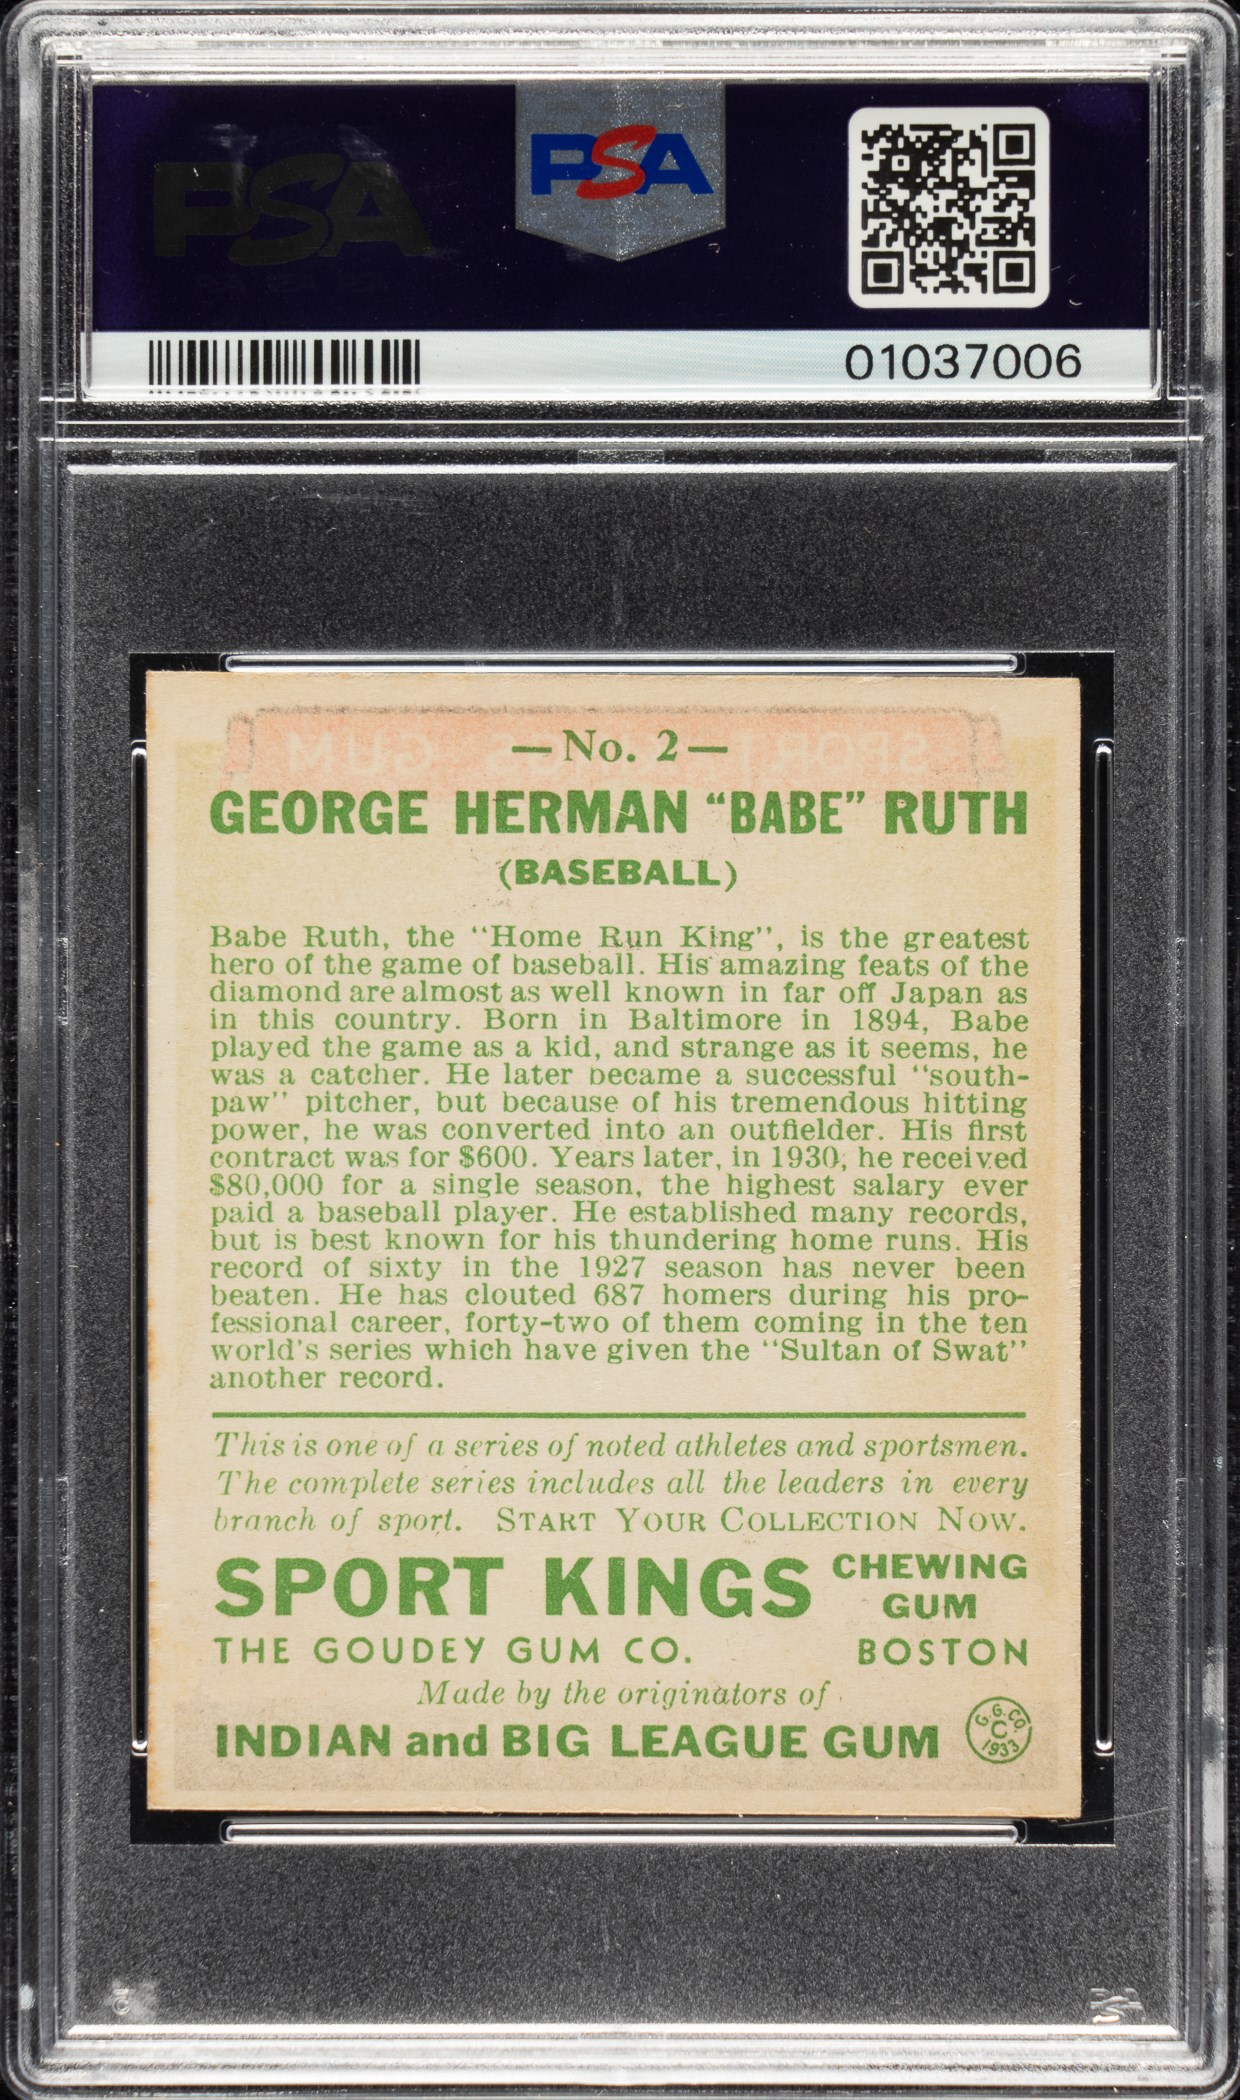 PSA
PSA
01037006
SPORT KINGS GUM
—No. 2—
GEORGE HERMAN “BABE” RUTH
(BASEBALL)
Babe Ruth, the “Home Run King”, is the greatest
hero of the game of baseball. His amazing feats of the
diamond are almost as well known in far off Japan as
in this country. Born in Baltimore in 1894, Babe
played the game as a kid, and strange as it seems, he
was a catcher. He later became a successful “south-
paw” pitcher, but because of his tremendous hitting
power, he was converted into an outfielder. His first
contract was for $600. Years later, in 1930, he received
$80,000 for a single season, the highest salary ever
paid a baseball player. He established many records,
but is best known for his thundering home runs. His
record of sixty in the 1927 season has never been
beaten. He has clouted 687 homers during his pro-
fessional career, forty-two of them coming in the ten
world's series which have given the “Sultan of Swat”
another record.
This is one of a series of noted athletes and sportsmen.
The complete series includes all the leaders in every
branch of sport. START YOUR COLLECTION NOW.
SPORT KINGS CHEWING GUM
THE GOUDEY GUM CO. BOSTON
Made by the originators of
INDIAN and BIG LEAGUE GUM
G. G. CO.
C
1933